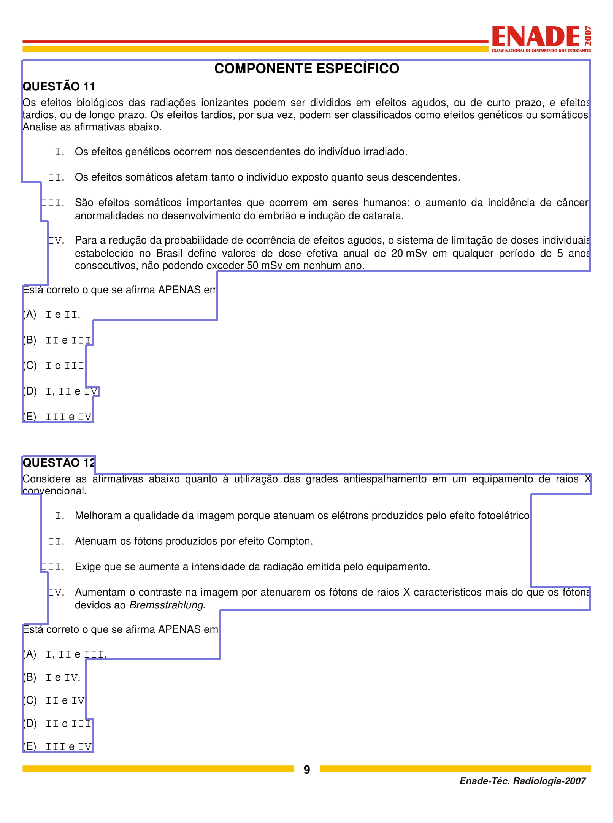 ENADE 2007
EXAME NACIONAL DE DESEMPENHO DOS ESTUDANTES
COMPONENTE ESPECÍFICO
QUESTÃO 11
Os efeitos biológicos das radiações ionizantes podem ser divididos em efeitos agudos, ou de curto prazo, e efeitos
tardios, ou de longo prazo. Os efeitos tardios, por sua vez, podem ser classificados como efeitos genéticos ou somáticos.
Analise as afirmativas abaixo.
I. Os efeitos genéticos ocorrem nos descendentes do indivíduo irradiado.
II. Os efeitos somáticos afetam tanto o indivíduo exposto quanto seus descendentes.
III. São efeitos somáticos importantes que ocorrem em seres humanos: o aumento da incidência de câncer,
anormalidades no desenvolvimento do embrião e indução de catarata.
IV. Para a redução da probabilidade de ocorrência de efeitos agudos, o sistema de limitação de doses individuais
estabelecido no Brasil define valores de dose efetiva anual de 20 mSv em qualquer período de 5 anos
consecutivos, não podendo exceder 50 mSv em nenhum ano.
Está correto o que se afirma APENAS em
(A) I e II.
(B) II e III.
(C) I e III.
(D) I, II e IV.
(E) III e IV.
QUESTÃO 12
Considere as afirmativas abaixo quanto à utilização das grades antiespalhamento em um equipamento de raios X
convencional.
I. Melhoram a qualidade da imagem porque atenuam os elétrons produzidos pelo efeito fotoelétrico.
II. Atenuam os fótons produzidos por efeito Compton.
III. Exige que se aumente a intensidade da radiação emitida pelo equipamento.
IV. Aumentam o contraste na imagem por atenuarem os fótons de raios X característicos mais do que os fótons
devidos ao Bremsstrahlung.
Está correto o que se afirma APENAS em
(A) I, II e III.
(B) I e IV.
(C) II e IV.
(D) II e III.
(E) III e IV.
9
Enade-Téc. Radiologia-2007